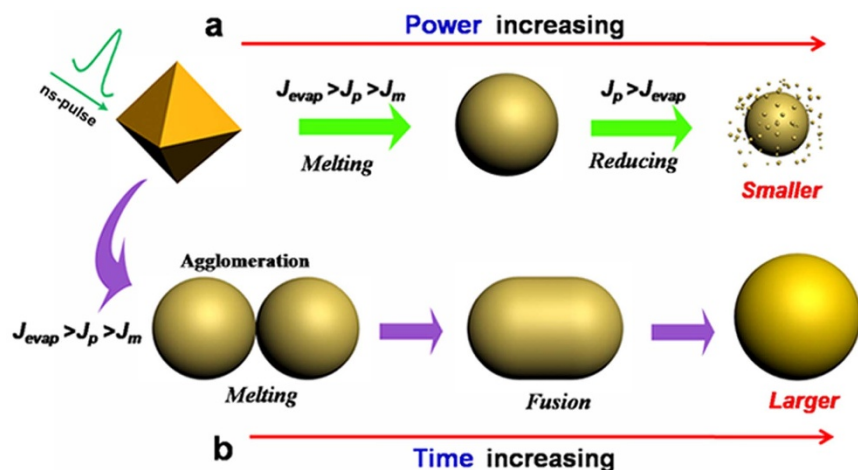 a Power increasing
ns-pulse
J_evap >J_p >J_m
Melting
J_p >J_evap
Reducing
Smaller
Agglomeration
J_evap >J_p >J_m
Melting
Fusion
Larger
b Time increasing